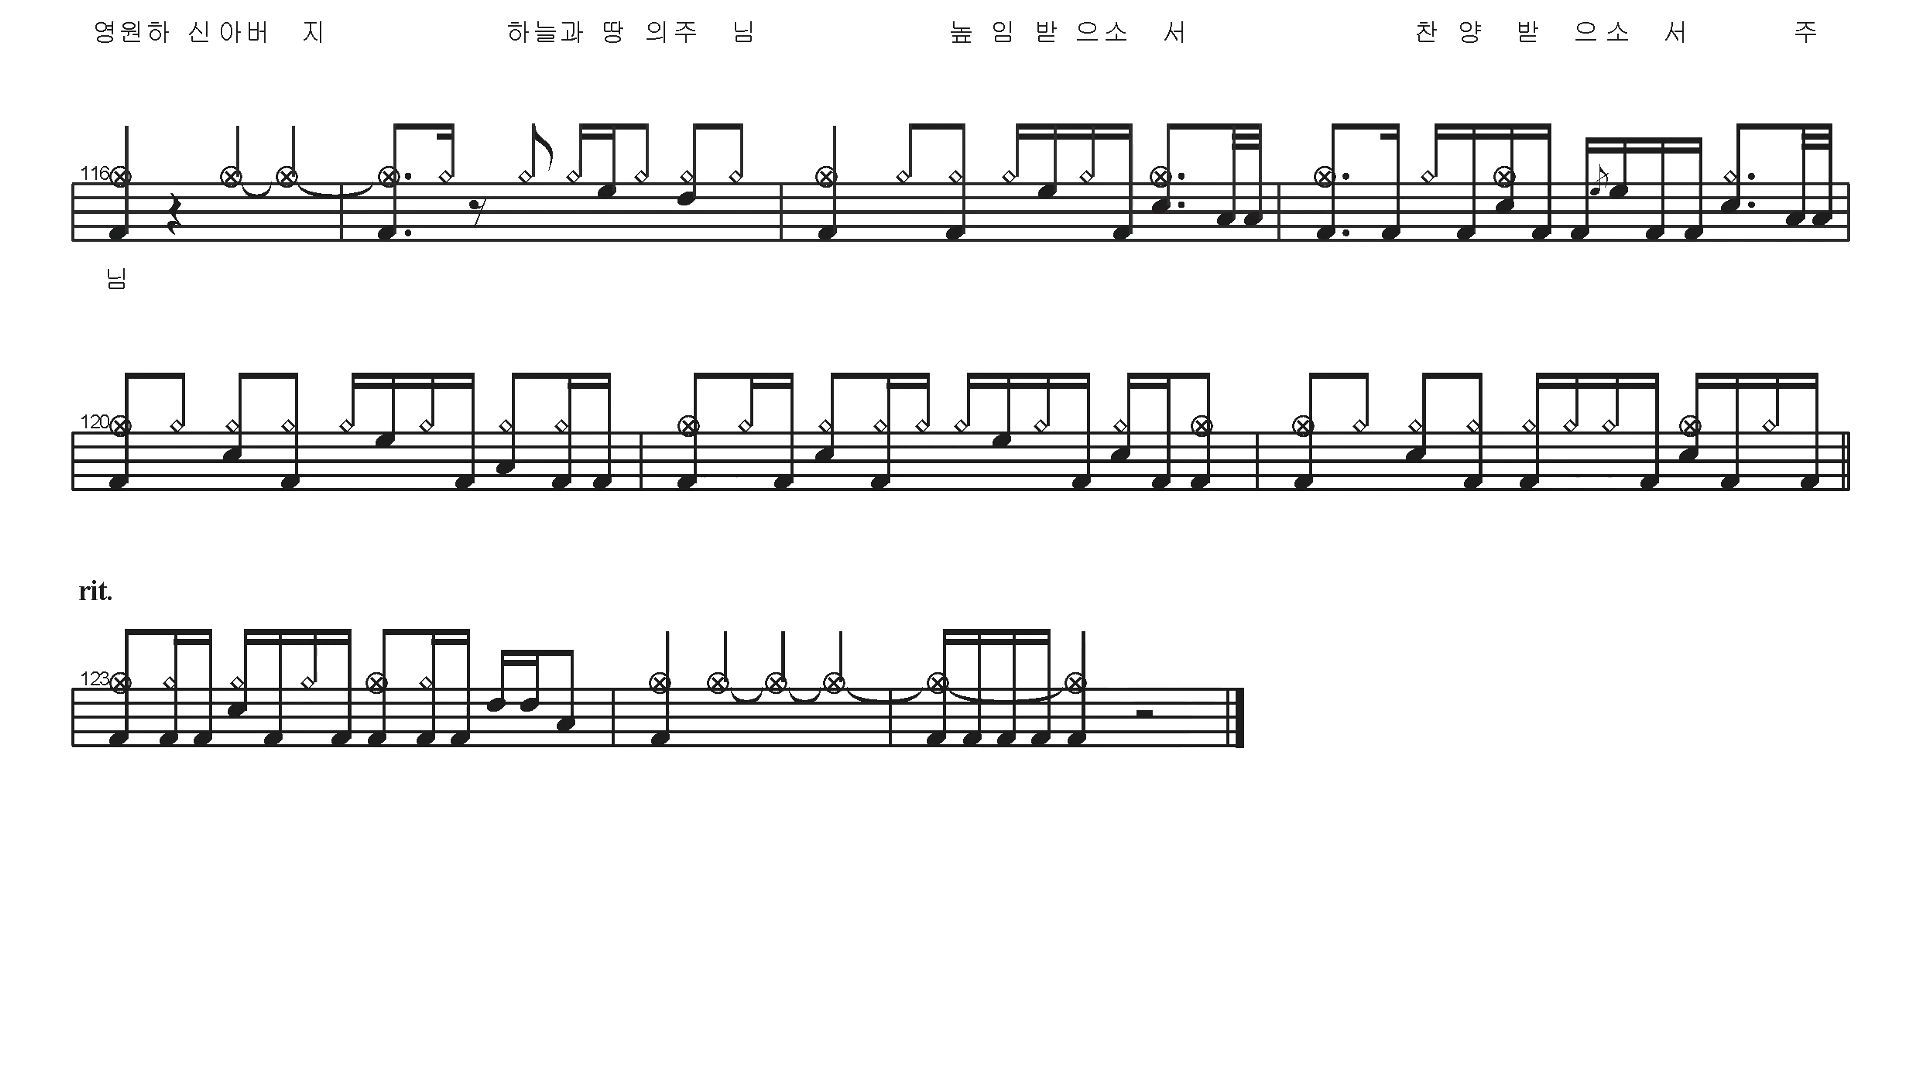 영원하 신아버 지 하늘과 땅 의주 님 높 임 받 으소 서 찬 양 받 으소 서 주
116
님
120
rit.
123